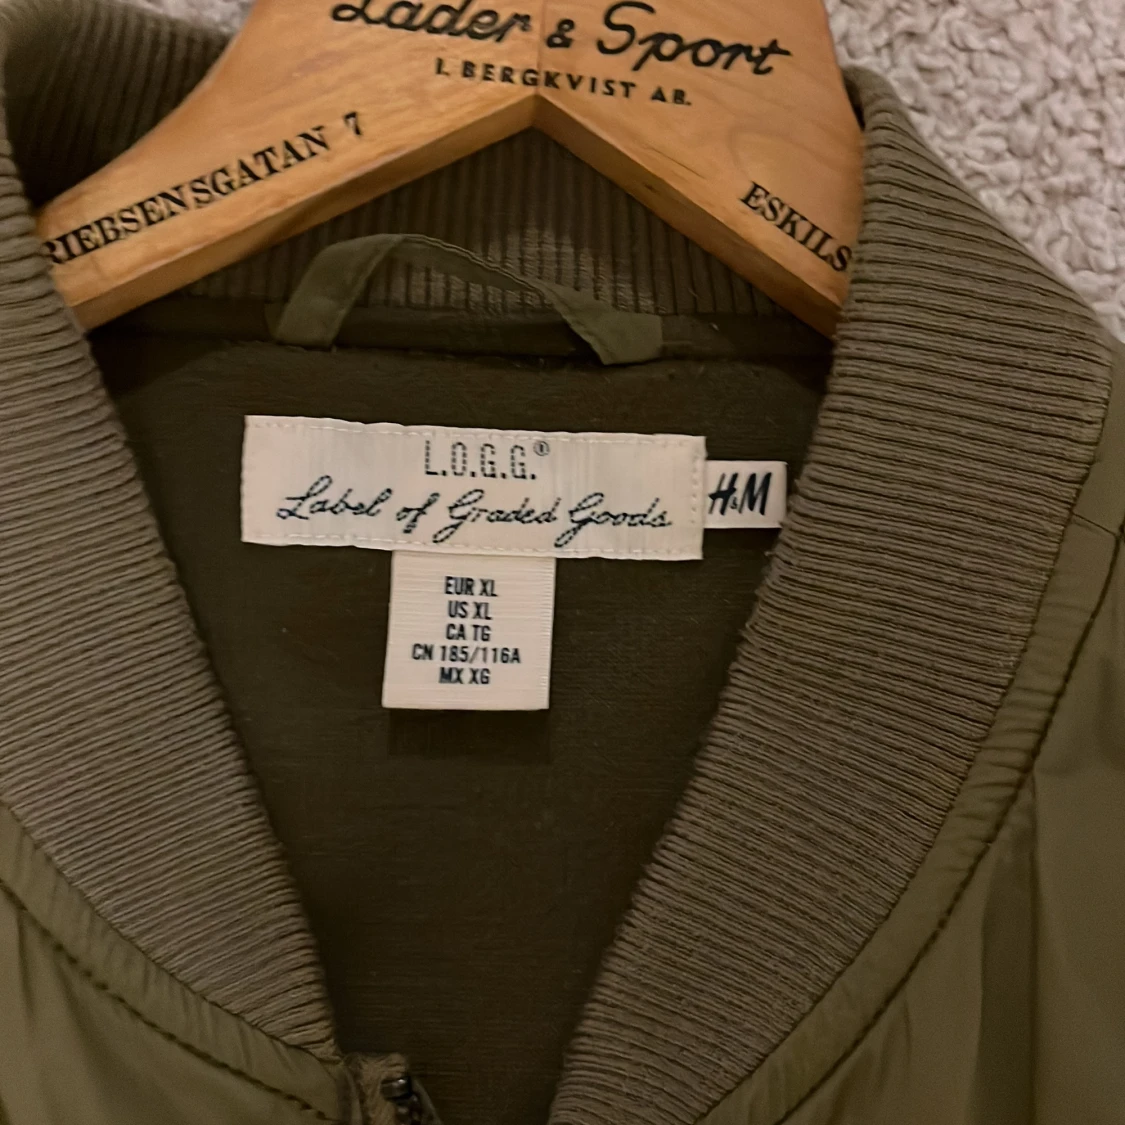 Läder & Sport
I. BERGKVIST AB.
RIEBSENSGATAN 7
ESKILS
L.O.G.G.®
Label of Graded Goods
H&M
EUR XL
US XL
CA TG
CN 185/116A
MX XG